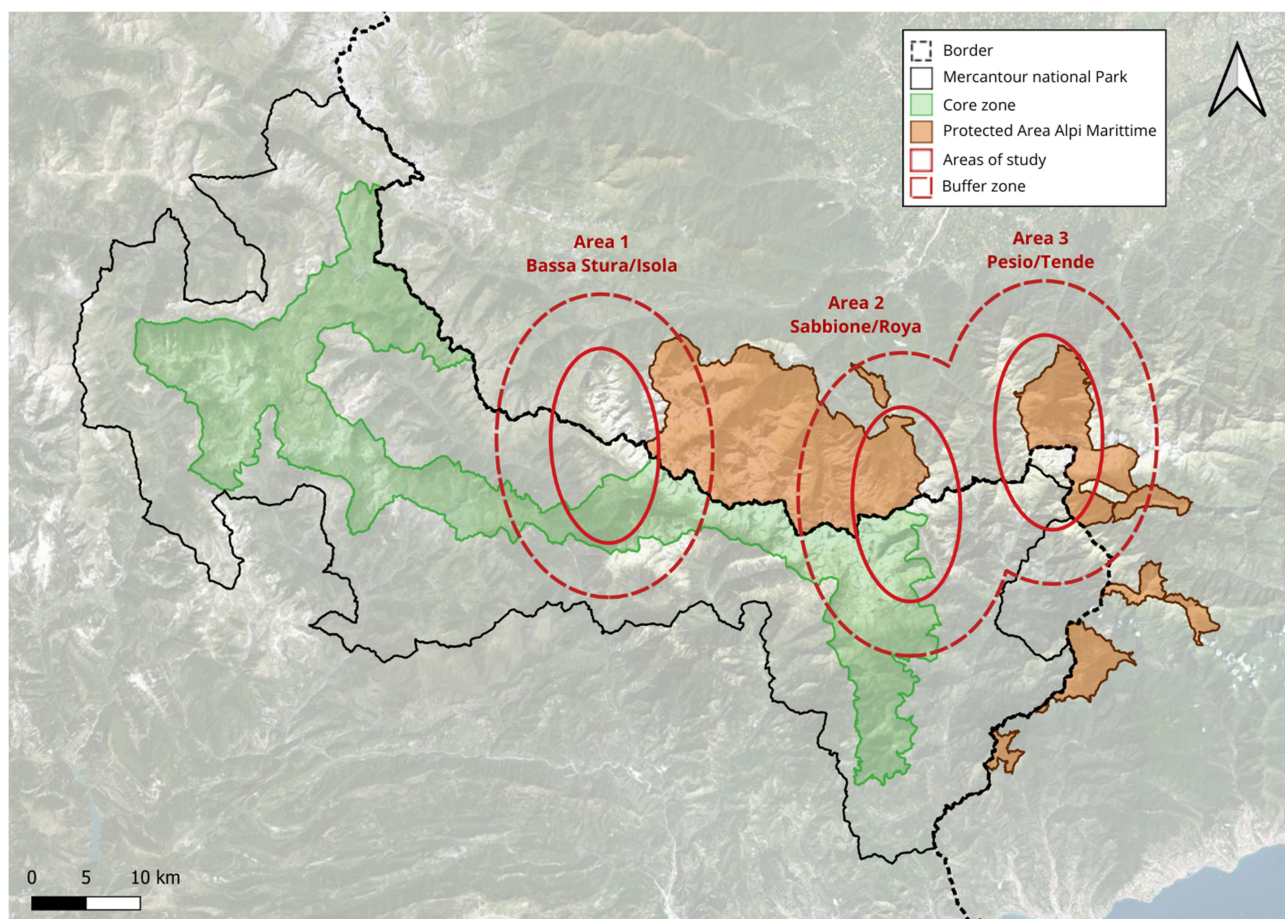 Border
Mercantour national Park
Core zone
Protected Area Alpi Marittime
Areas of study
Buffer zone
Area 1
Bassa Stura/Isola
Area 2
Sabbione/Roya
Area 3
Pesio/Tende
0 5 10 km